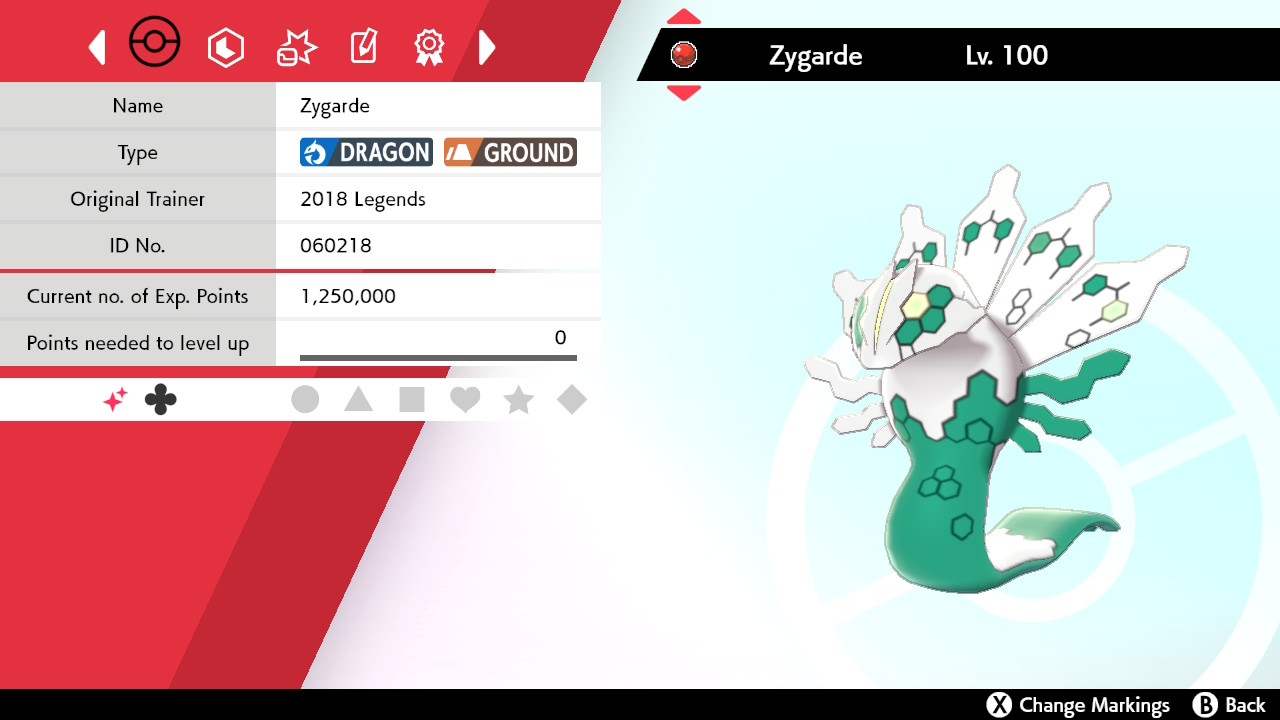 Zygarde Lv. 100
Name Zygarde
Type DRAGON GROUND
Original Trainer 2018 Legends
ID No. 060218
Current no. of Exp. Points 1,250,000
Points needed to level up 0
X Change Markings B Back